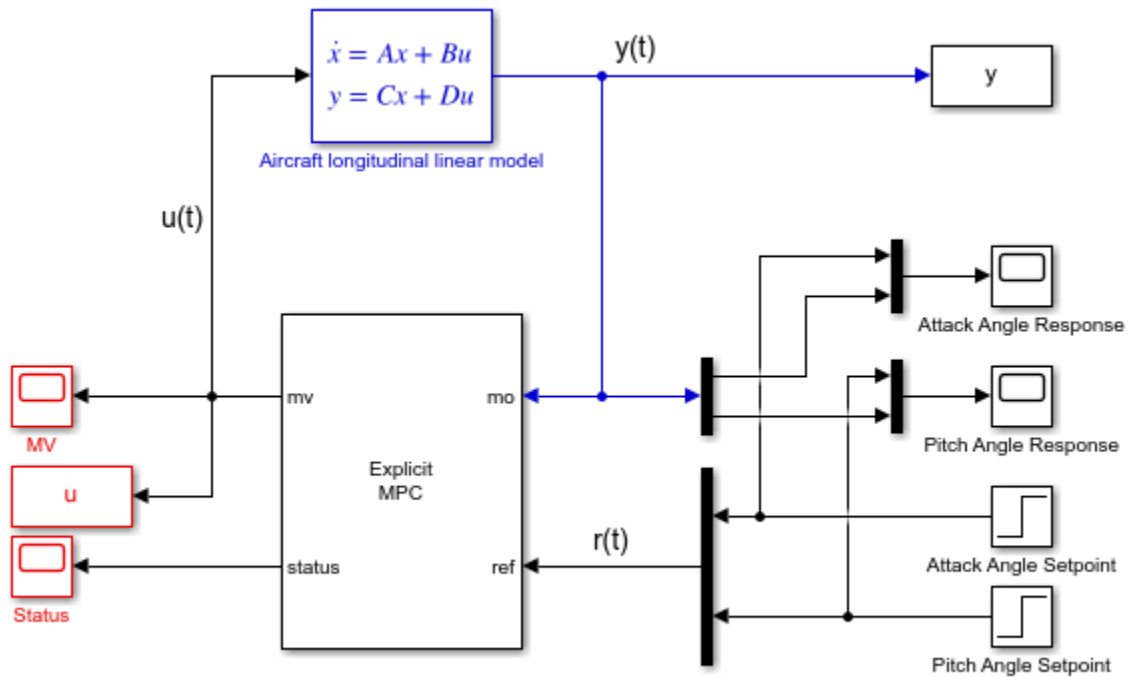 ẋ = Ax + Bu
y = Cx + Du
Aircraft longitudinal linear model
y(t)
y
u(t)
Attack Angle Response
mv
mo
MV
Pitch Angle Response
Explicit
MPC
u
r(t)
status
ref
Attack Angle Setpoint
Status
Pitch Angle Setpoint